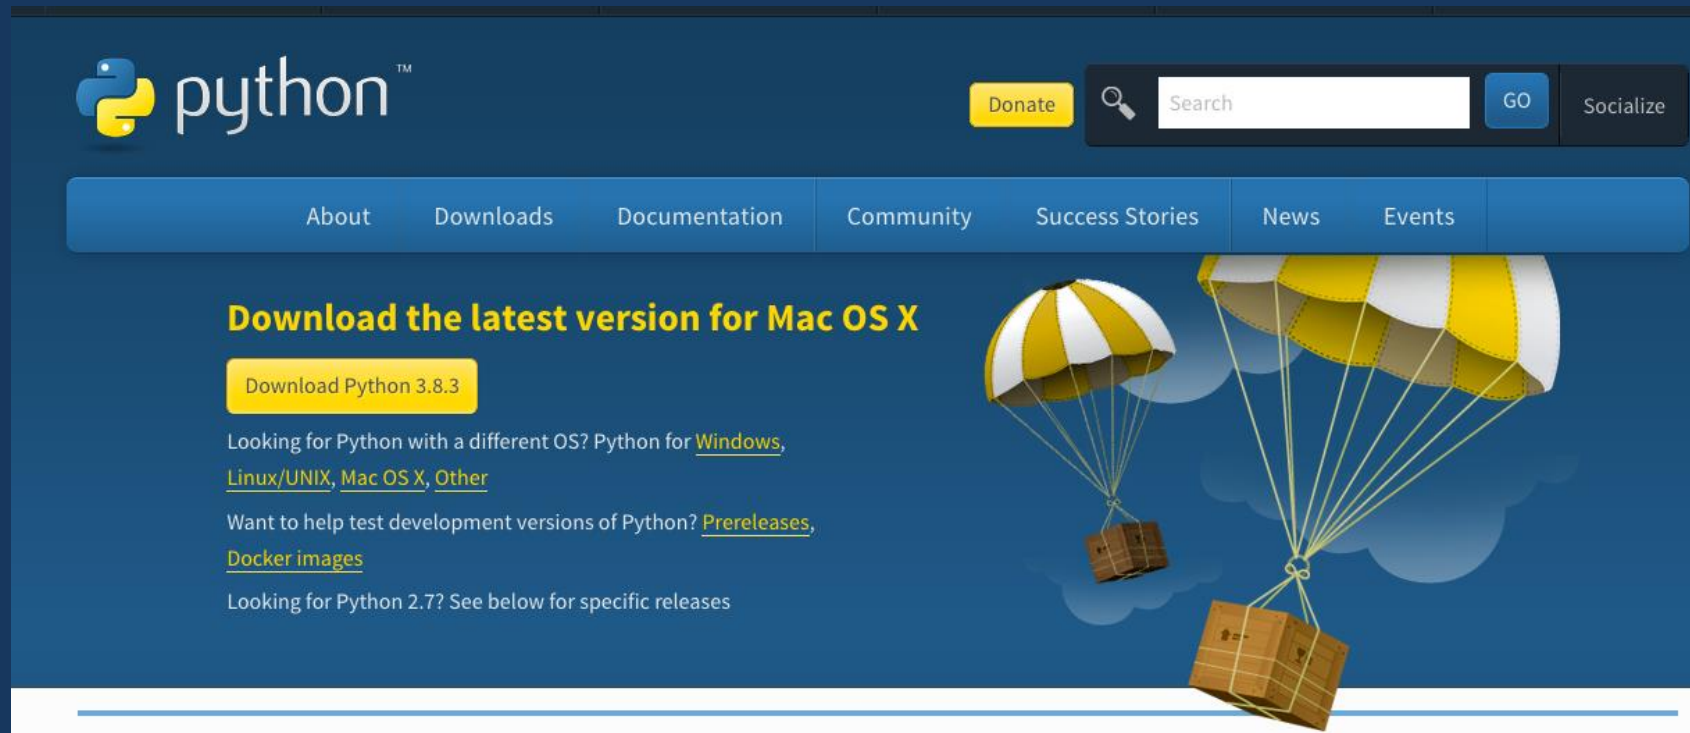 python™
Donate
Search
GO
Socialize
About
Downloads
Documentation
Community
Success Stories
News
Events
Download the latest version for Mac OS X
Download Python 3.8.3
Looking for Python with a different OS? Python for Windows,
Linux/UNIX, Mac OS X, Other
Want to help test development versions of Python? Prereleases,
Docker images
Looking for Python 2.7? See below for specific releases